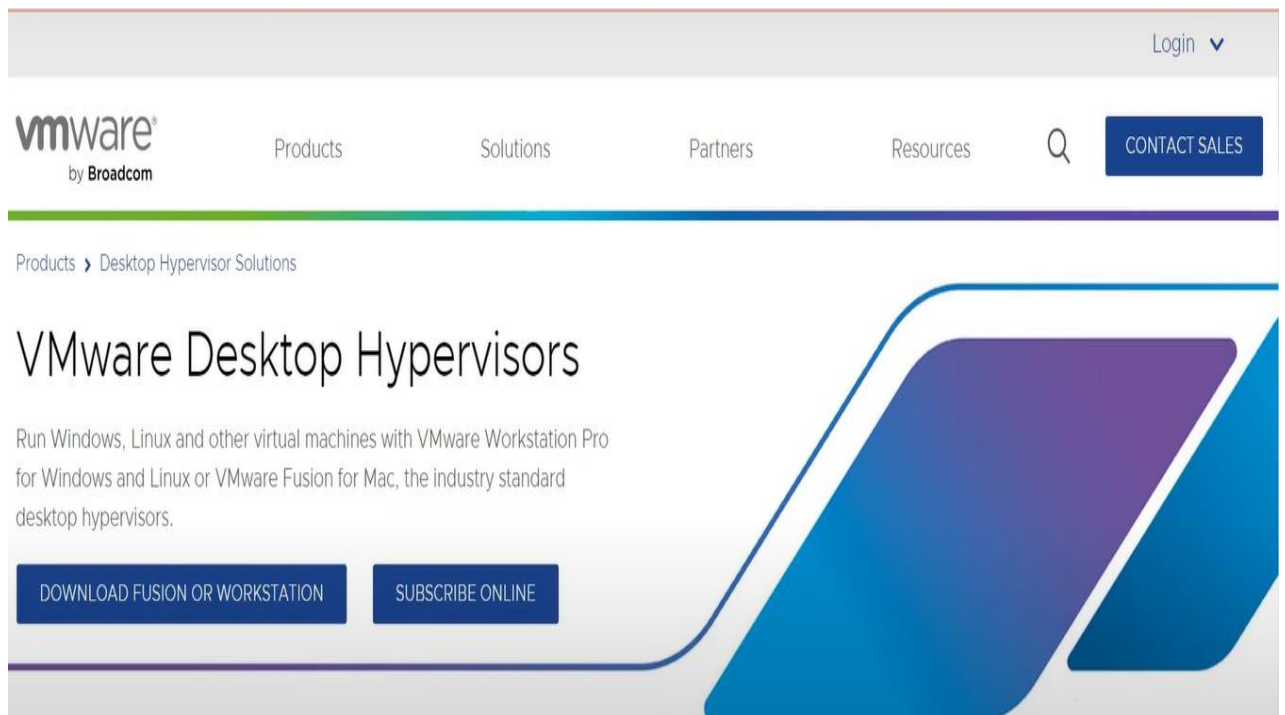 Login
vmware®
by Broadcom
Products
Solutions
Partners
Resources
CONTACT SALES
Products > Desktop Hypervisor Solutions
VMware Desktop Hypervisors
Run Windows, Linux and other virtual machines with VMware Workstation Pro
for Windows and Linux or VMware Fusion for Mac, the industry standard
desktop hypervisors.
DOWNLOAD FUSION OR WORKSTATION
SUBSCRIBE ONLINE